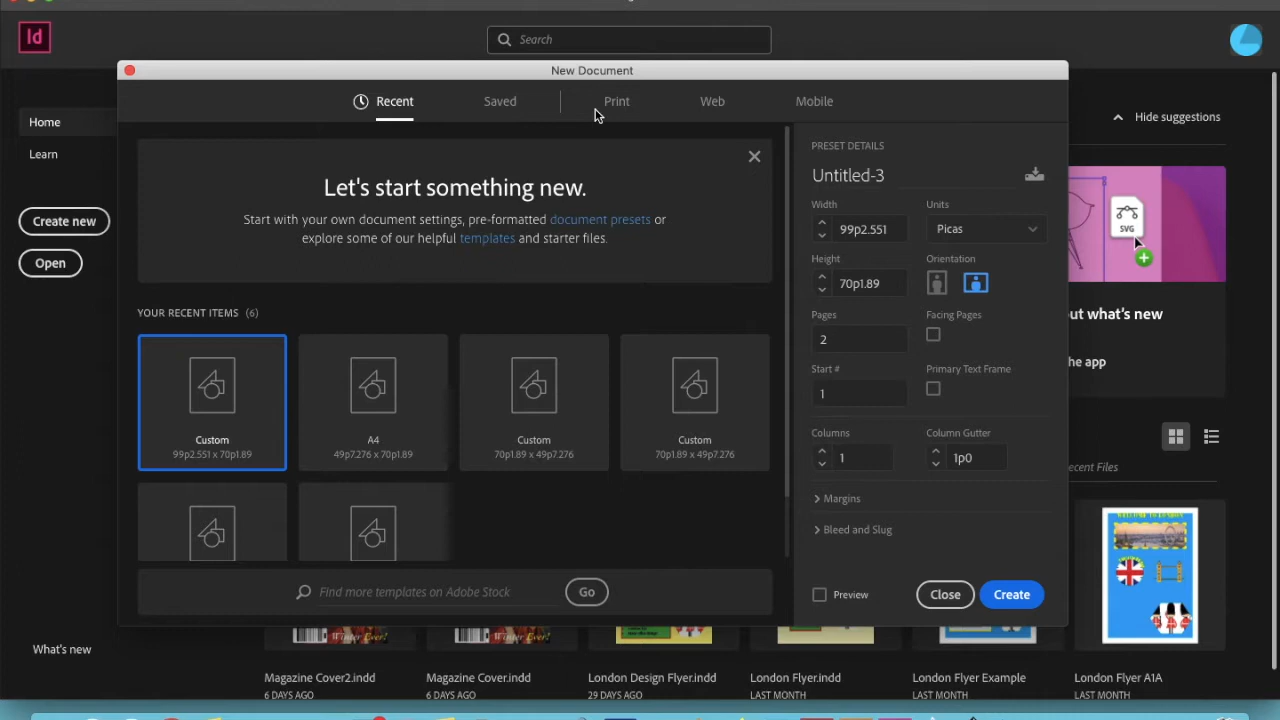 Id
Search
New Document
Recent
Saved
Print
Web
Mobile
Home
Learn
Create new
Open
What's new
Let's start something new.
Start with your own document settings, pre-formatted document presets or
explore some of our helpful templates and starter files.
YOUR RECENT ITEMS (6)
Custom
99p2.551 x 70p1.89
A4
49p7.276 x 70p1.89
Custom
70p1.89 x 49p7.276
Custom
70p1.89 x 49p7.276
Find more templates on Adobe Stock
Go
PRESET DETAILS
Untitled-3
Width
Units
99p2.551
Picas
Height
Orientation
70p1.89
Pages
Facing Pages
2
Start #
Primary Text Frame
1
Columns
Column Gutter
1
1p0
Margins
Bleed and Slug
Preview
Close
Create
Hide suggestions
SVG
out what's new
he app
ecent Files
Winter Ever!
Winter Ever!
Magazine Cover2.indd
6 DAYS AGO
Magazine Cover.indd
6 DAYS AGO
London Design Flyer.indd
29 DAYS AGO
London Flyer.indd
LAST MONTH
London Flyer Example
LAST MONTH
London Flyer A1A
LAST MONTH